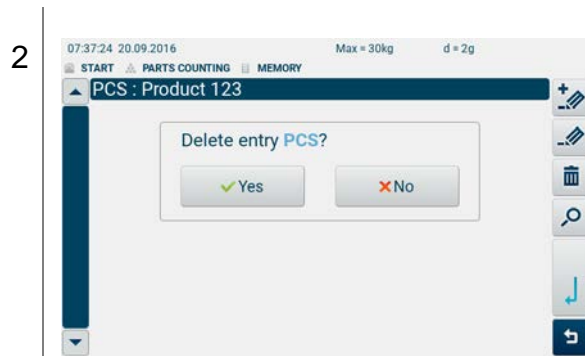 2
07:37:24 20.09.2016 Max = 30kg d = 2g
START PARTS COUNTING MEMORY
PCS : Product 123
Delete entry PCS?
Yes No